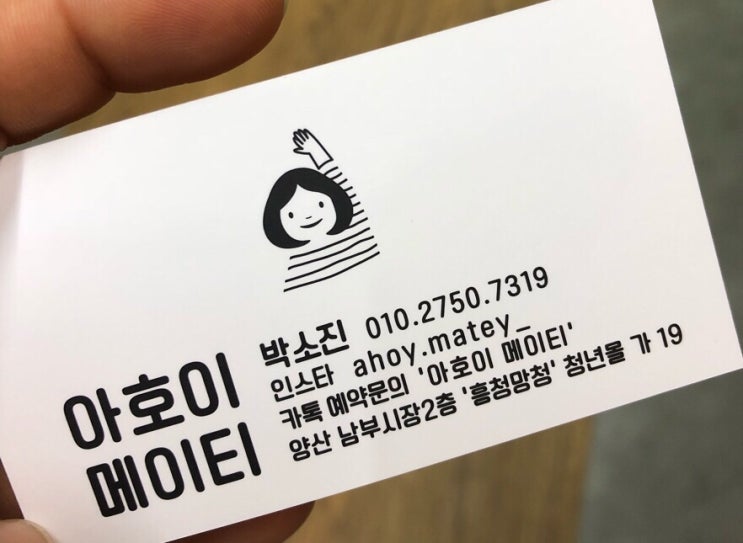 아호이
메이티
박소진 010.2750.7319
인스타 ahoy.matey_
카톡 예약문의 '아호이 메이티'
양산 남부시장2층 '흥청망청' 청년몰 가 19